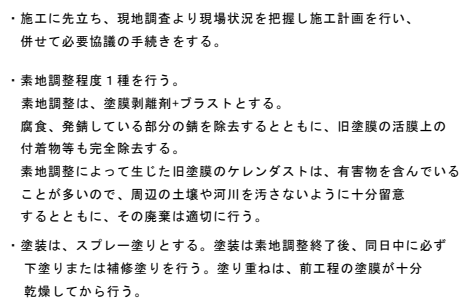 ・施工に先立ち、現地調査より現場状況を把握し施工計画を行い、
併せて必要協議の手続きをする。
・素地調整程度１種を行う。
素地調整は、塗膜剥離剤+ブラストとする。
腐食、発錆している部分の錆を除去するとともに、旧塗膜の活膜上の
付着物等も完全除去する。
素地調整によって生じた旧塗膜のケレンダストは、有害物を含んでいる
ことが多いので、周辺の土壌や河川を汚さないように十分留意
するとともに、その廃棄は適切に行う。
・塗装は、スプレー塗りとする。塗装は素地調整終了後、同日中に必ず
下塗りまたは補修塗りを行う。塗り重ねは、前工程の塗膜が十分
乾燥してから行う。